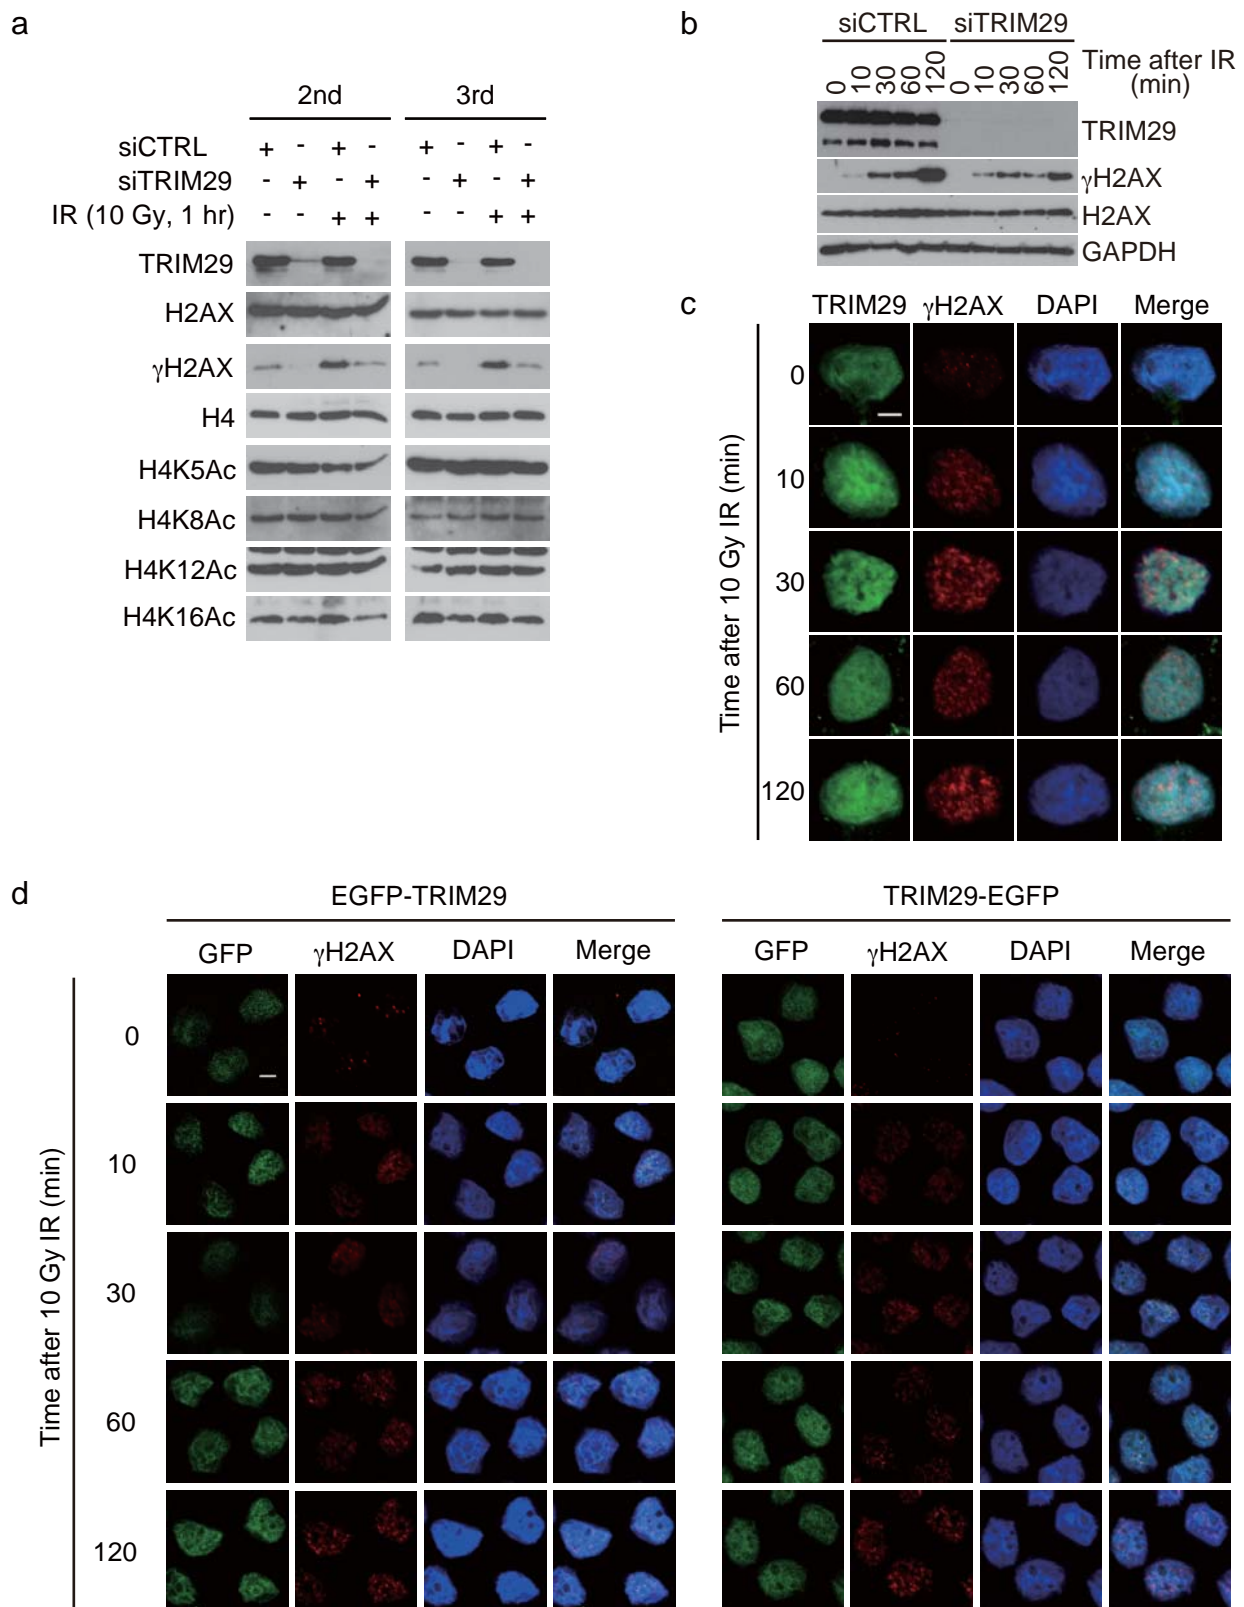 a
2nd 3rd
siCTRL + - + - + - + -
siTRIM29 - + - + - + - +
IR (10 Gy, 1 hr) - - + + - - + +
TRIM29
H2AX
γH2AX
H4
H4K5Ac
H4K8Ac
H4K12Ac
H4K16Ac
b
siCTRL siTRIM29
0 10 30 60 120 0 10 30 60 120 Time after IR
(min)
TRIM29
γH2AX
H2AX
GAPDH
c
TRIM29 γH2AX DAPI Merge
Time after 10 Gy IR (min)
0
10
30
60
120
d
EGFP-TRIM29 TRIM29-EGFP
GFP γH2AX DAPI Merge GFP γH2AX DAPI Merge
Time after 10 Gy IR (min)
0
10
30
60
120